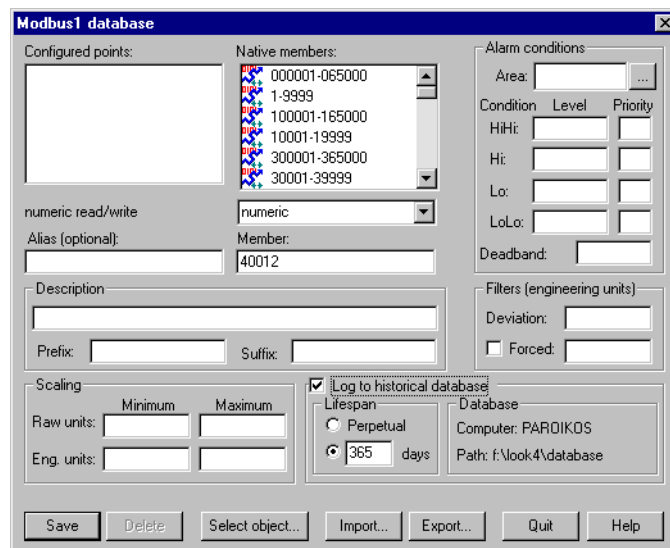 Modbus1 database
Configured points:
Native members:
000001-065000
1-9999
100001-165000
10001-19999
300001-365000
30001-39999
numeric read/write
numeric
Alias (optional):
Member:
40012
Alarm conditions
Area:
...
Condition Level Priority
HiHi:
Hi:
Lo:
LoLo:
Deadband:
Description
Prefix:
Suffix:
Filters (engineering units)
Deviation:
Forced:
Scaling
Minimum Maximum
Raw units:
Eng. units:
Log to historical database
Lifespan
Perpetual
365 days
Database
Computer: PAROIKOS
Path: f:\look4\database
Save Delete Select object... Import... Export... Quit Help